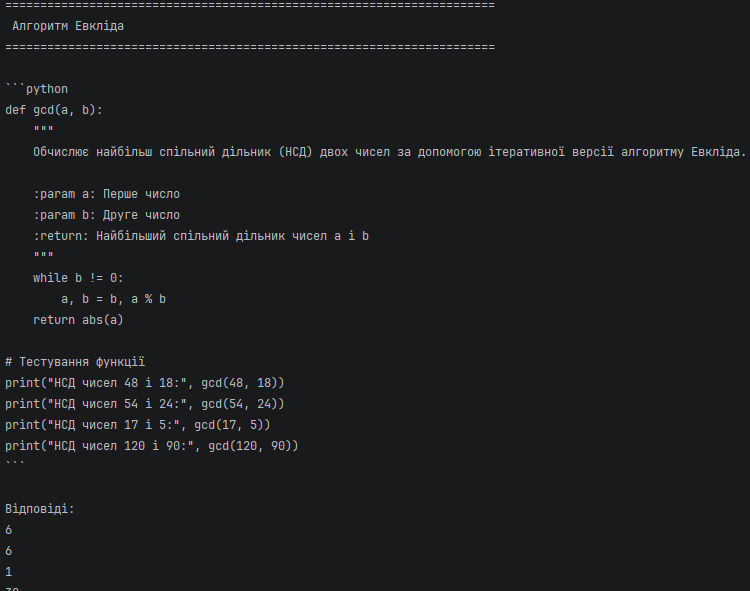 ======================================================================
 Алгоритм Евкліда
======================================================================

```python
def gcd(a, b):
    """
    Обчислює найбільш спільний дільник (НСД) двох чисел за допомогою ітеративної версії алгоритму Евкліда.

    :param a: Перше число
    :param b: Друге число
    :return: Найбільший спільний дільник чисел a і b
    """
    while b != 0:
        a, b = b, a % b
    return abs(a)

# Тестування функції
print("НСД чисел 48 і 18:", gcd(48, 18))
print("НСД чисел 54 і 24:", gcd(54, 24))
print("НСД чисел 17 і 5:", gcd(17, 5))
print("НСД чисел 120 і 90:", gcd(120, 90))
```

Відповіді:
6
6
1